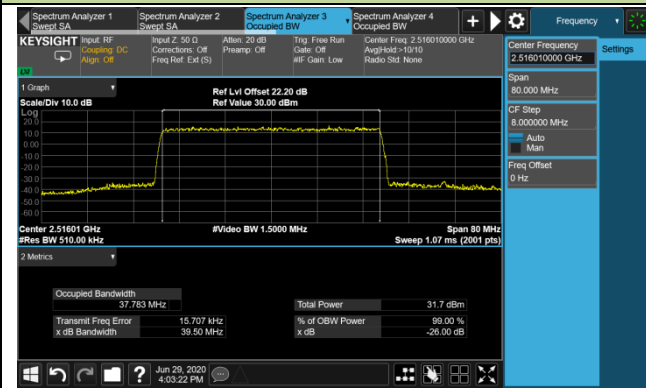 Spectrum Analyzer 1
Swept SA
Spectrum Analyzer 2
Swept SA
Spectrum Analyzer 3
Occupied BW
Spectrum Analyzer 4
Occupied BW
Frequency
KEYSIGHT
Input: RF
Coupling: DC
Align: Off
Input Z: 50 Ω
Corrections: Off
Freq Ref: Ext (S)
Atten: 20 dB
Preamp: Off
Trig: Free Run
Gate: Off
#IF Gain: Low
Center Freq: 2.516010000 GHz
Avg|Hold:>10/10
Radio Std: None
Center Frequency
2.516010000 GHz
Settings
Span
80.000 MHz
CF Step
8.000000 MHz
Auto
Man
Freq Offset
0 Hz
1 Graph
Scale/Div 10.0 dB
Ref Lvl Offset 22.20 dB
Ref Value 30.00 dBm
Log
20.0
10.0
0.00
-10.0
-20.0
-30.0
-40.0
-50.0
-60.0
Center 2.51601 GHz
#Res BW 510.00 kHz
#Video BW 1.5000 MHz
Span 80 MHz
Sweep 1.07 ms (2001 pts)
2 Metrics
Occupied Bandwidth
37.783 MHz
Total Power 31.7 dBm
Transmit Freq Error 15.707 kHz
% of OBW Power 99.00 %
x dB Bandwidth 39.50 MHz
x dB -26.00 dB
Jun 29, 2020
4:03:22 PM